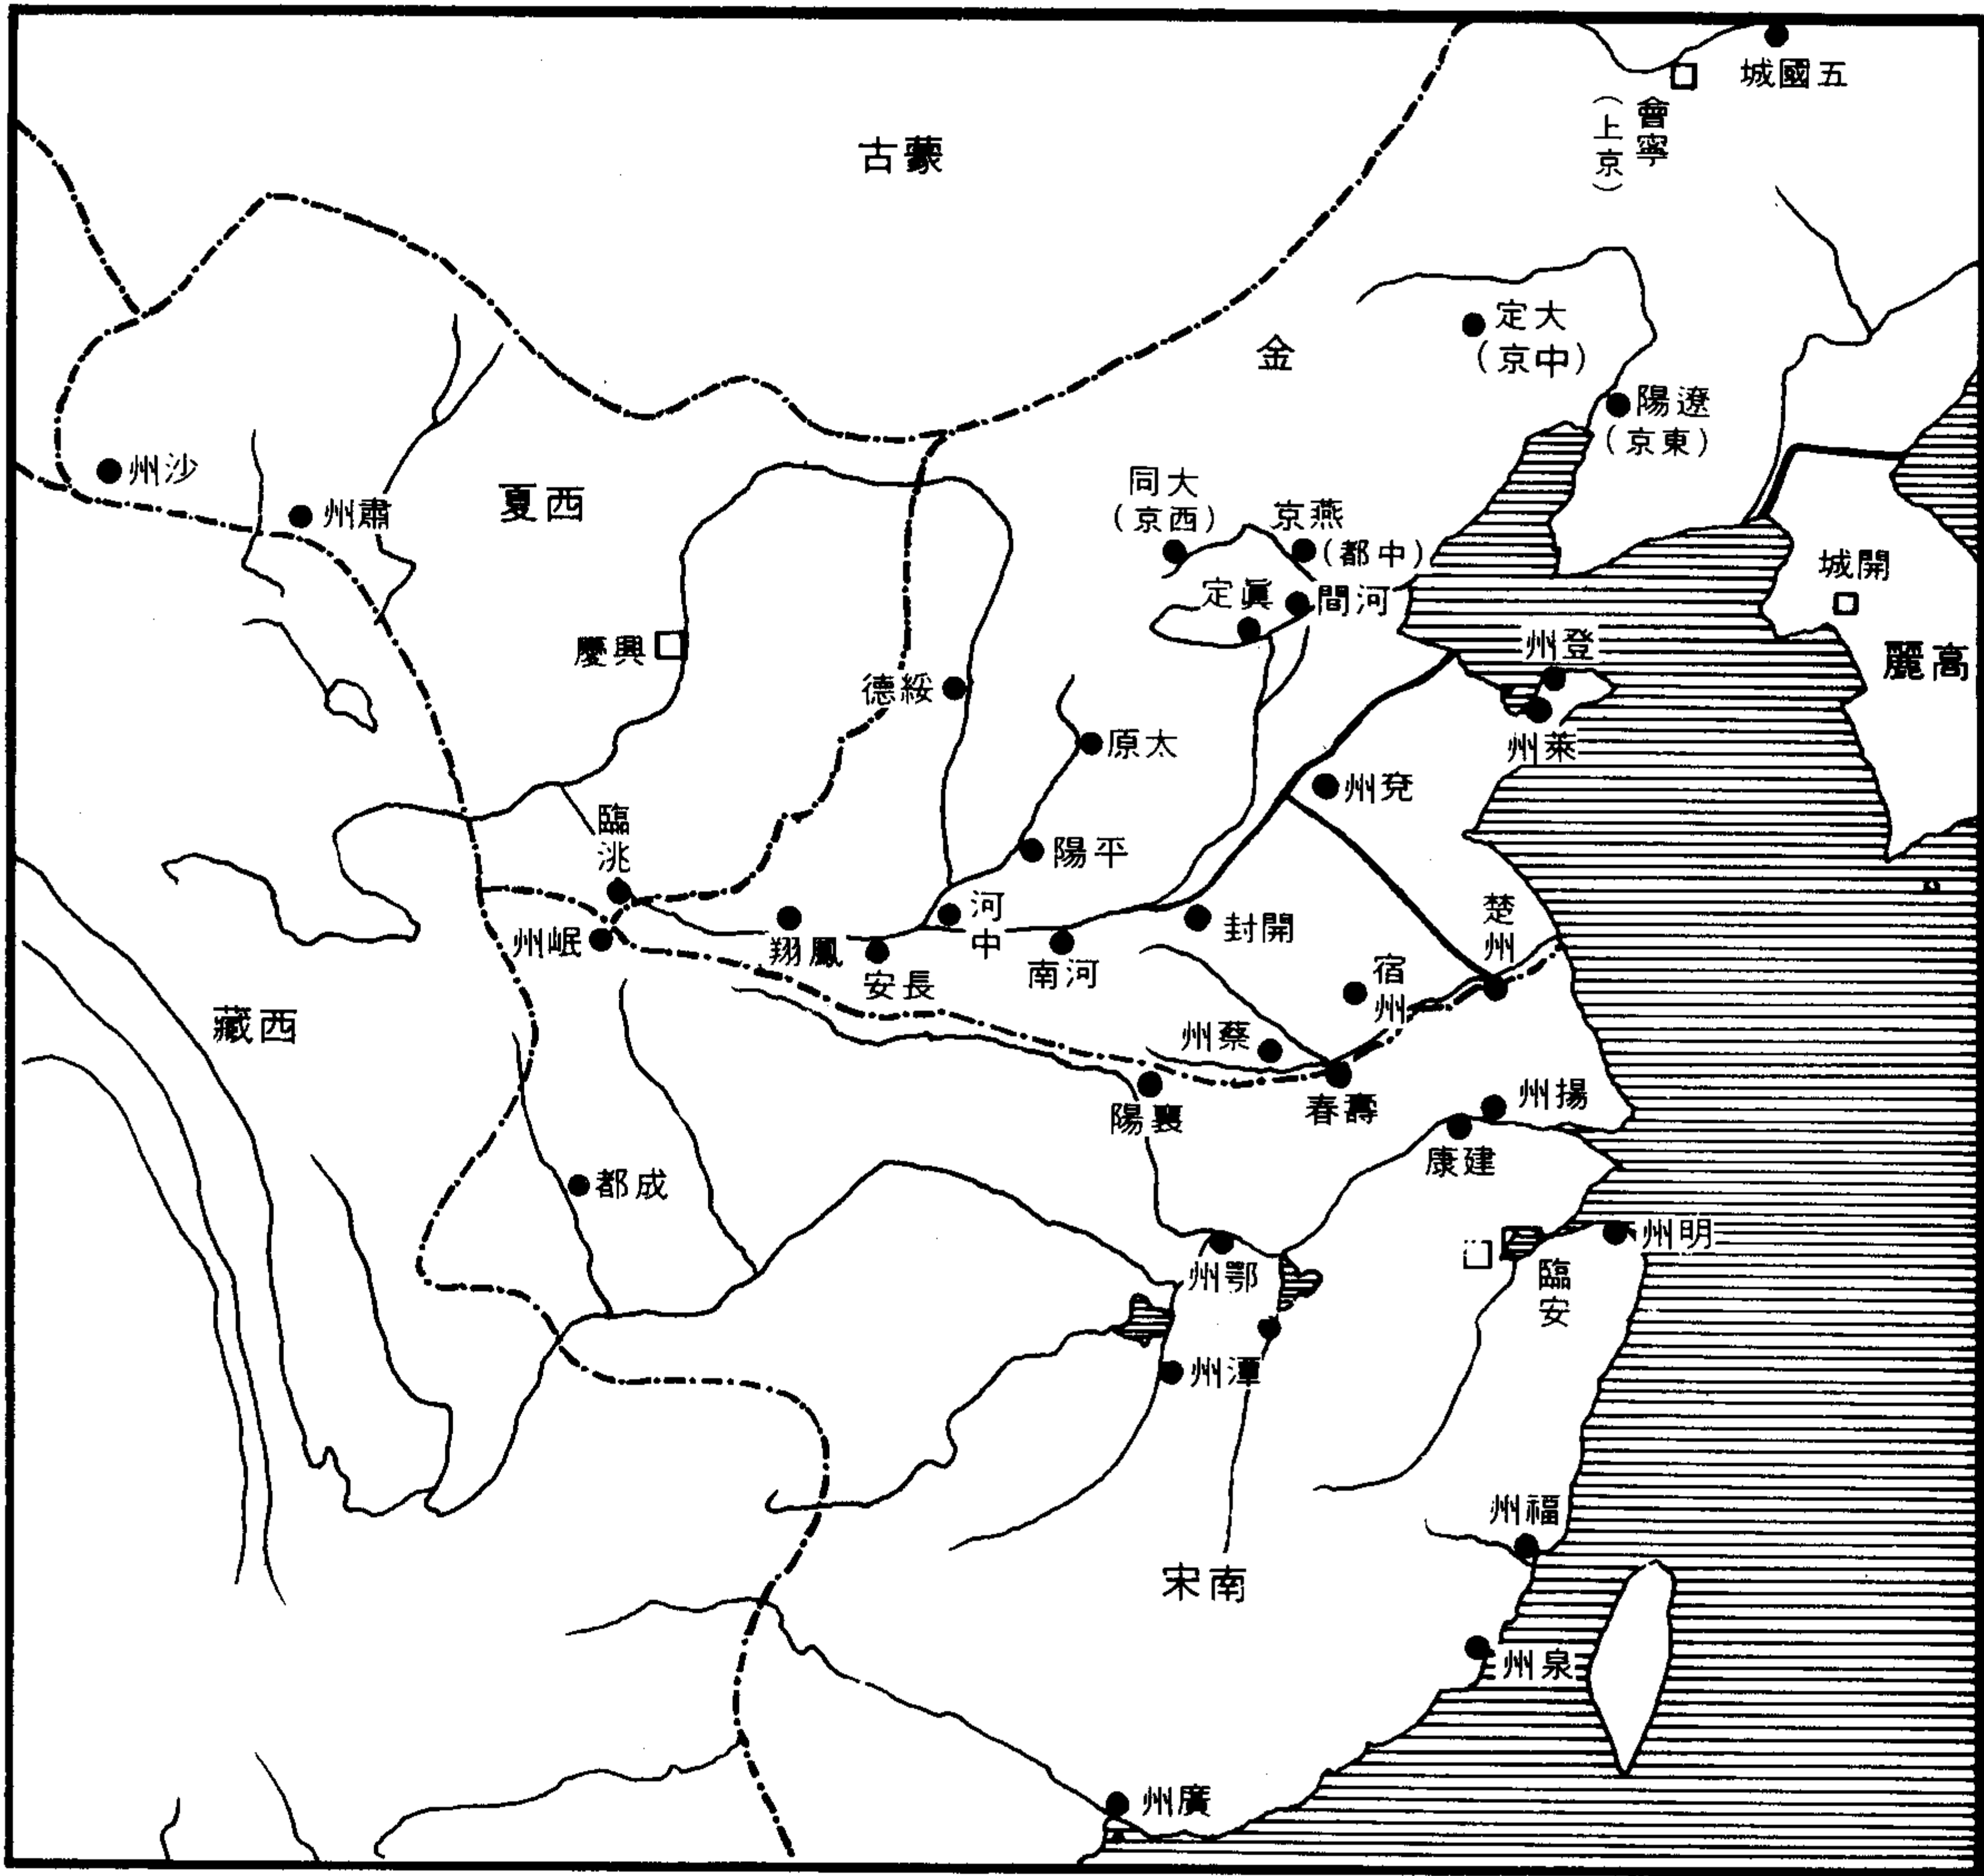 五國城
會寧
（上京）
蒙古
大定
（中京）
金
遼陽
（東京）
沙州
肅州
西夏
大同
（西京）
燕京
（中都）
開城
真定
河間
興慶
登州
高麗
綏德
太原
萊州
兗州
臨洮
平陽
岷州
鳳翔
長安
河中
河南
開封
楚州
宿州
西藏
蔡州
襄陽
壽春
揚州
建康
成都
明州
鄂州
臨安
潭州
福州
南宋
泉州
廣州